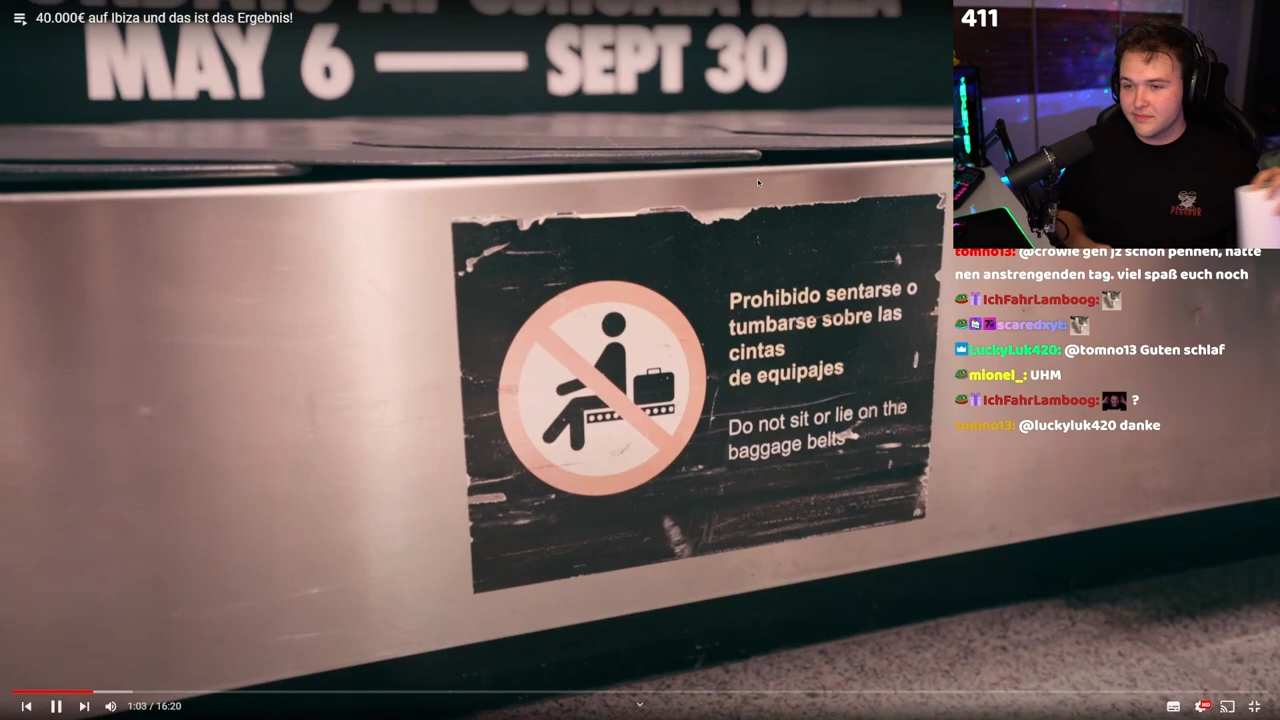 40.000€ auf Ibiza und das ist das Ergebnis!
MAY 6 — SEPT 30
411
Prohibido sentarse o
tumbarse sobre las
cintas
de equipajes
Do not sit or lie on the
baggage belts
tomno13: @crowle gen jz schon pennen, hatte
nen anstrengenden tag. viel spaß euch noch
IchFahrLamboog:
scaredxyt:
LuckyLuk420: @tomno13 Guten schlaf
mionel_: UHM
IchFahrLamboog: ?
tomno13: @luckyluk420 danke
1:03 / 16:20
HD